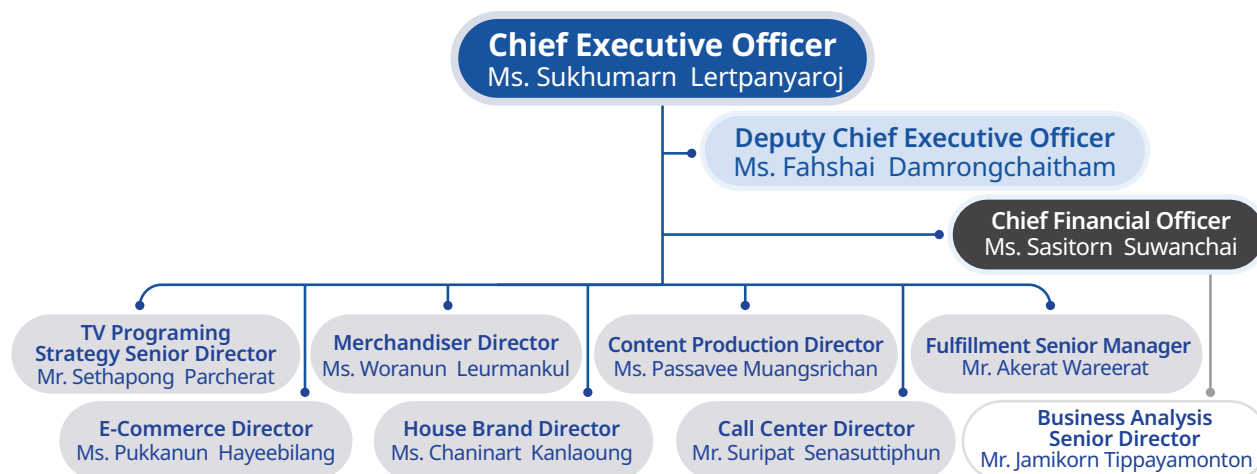 Chief Executive Officer
Ms. Sukhumarn Lertpanyaroj
Deputy Chief Executive Officer
Ms. Fahshai Damrongchaitham
Chief Financial Officer
Ms. Sasitorn Suwanchai
TV Programing
Strategy Senior Director
Mr. Sethapong Parcherat
Merchandiser Director
Ms. Woranun Leurmankul
Content Production Director
Ms. Passavee Muangsrichan
Fulfillment Senior Manager
Mr. Akerat Wareerat
E-Commerce Director
Ms. Pukkanun Hayeebilang
House Brand Director
Ms. Chaninart Kanlaoung
Call Center Director
Mr. Suripat Senasuttiphun
Business Analysis
Senior Director
Mr. Jamikorn Tippayamonton